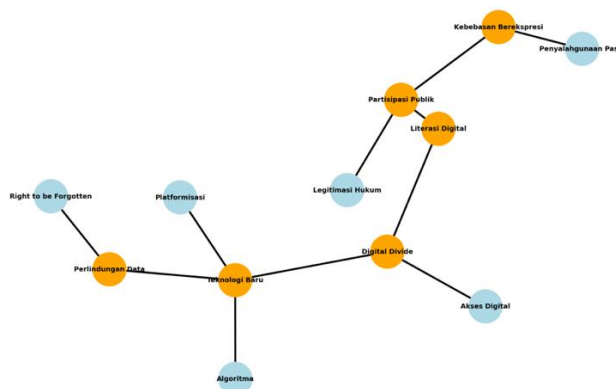 Kebebasan Berekspresi
Penyalahgunaan Pas
Partisipasi Publik
Literasi Digital
Legitimasi Hukum
Right to be Forgotten
Platformisasi
Digital Divide
Perlindungan Data
Teknologi Baru
Akses Digital
Algoritma